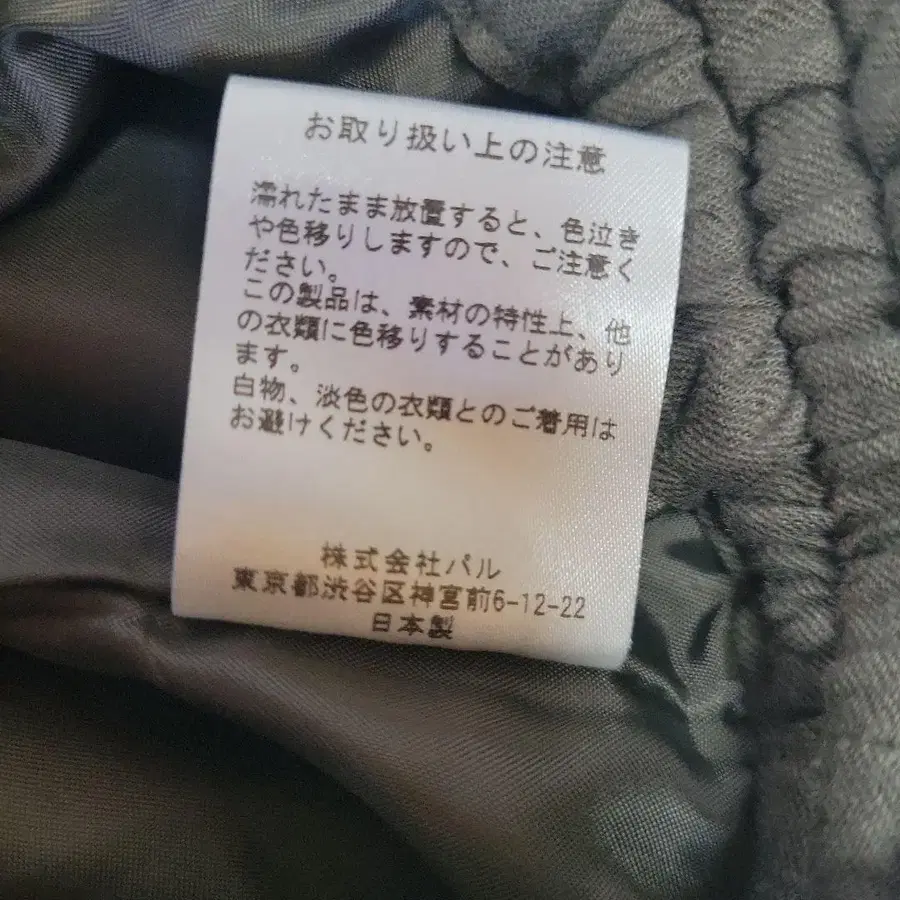 お取り扱い上の注意
濡れたまま放置すると、色泣き
や色移りしますので、ご注意く
ださい。
この製品は、素材の特性上、他
の衣類に色移りすることがあり
ます。
白物、淡色の衣類とのご着用は
お避けください。
株式会社パル
東京都渋谷区神宮前6-12-22
日本製